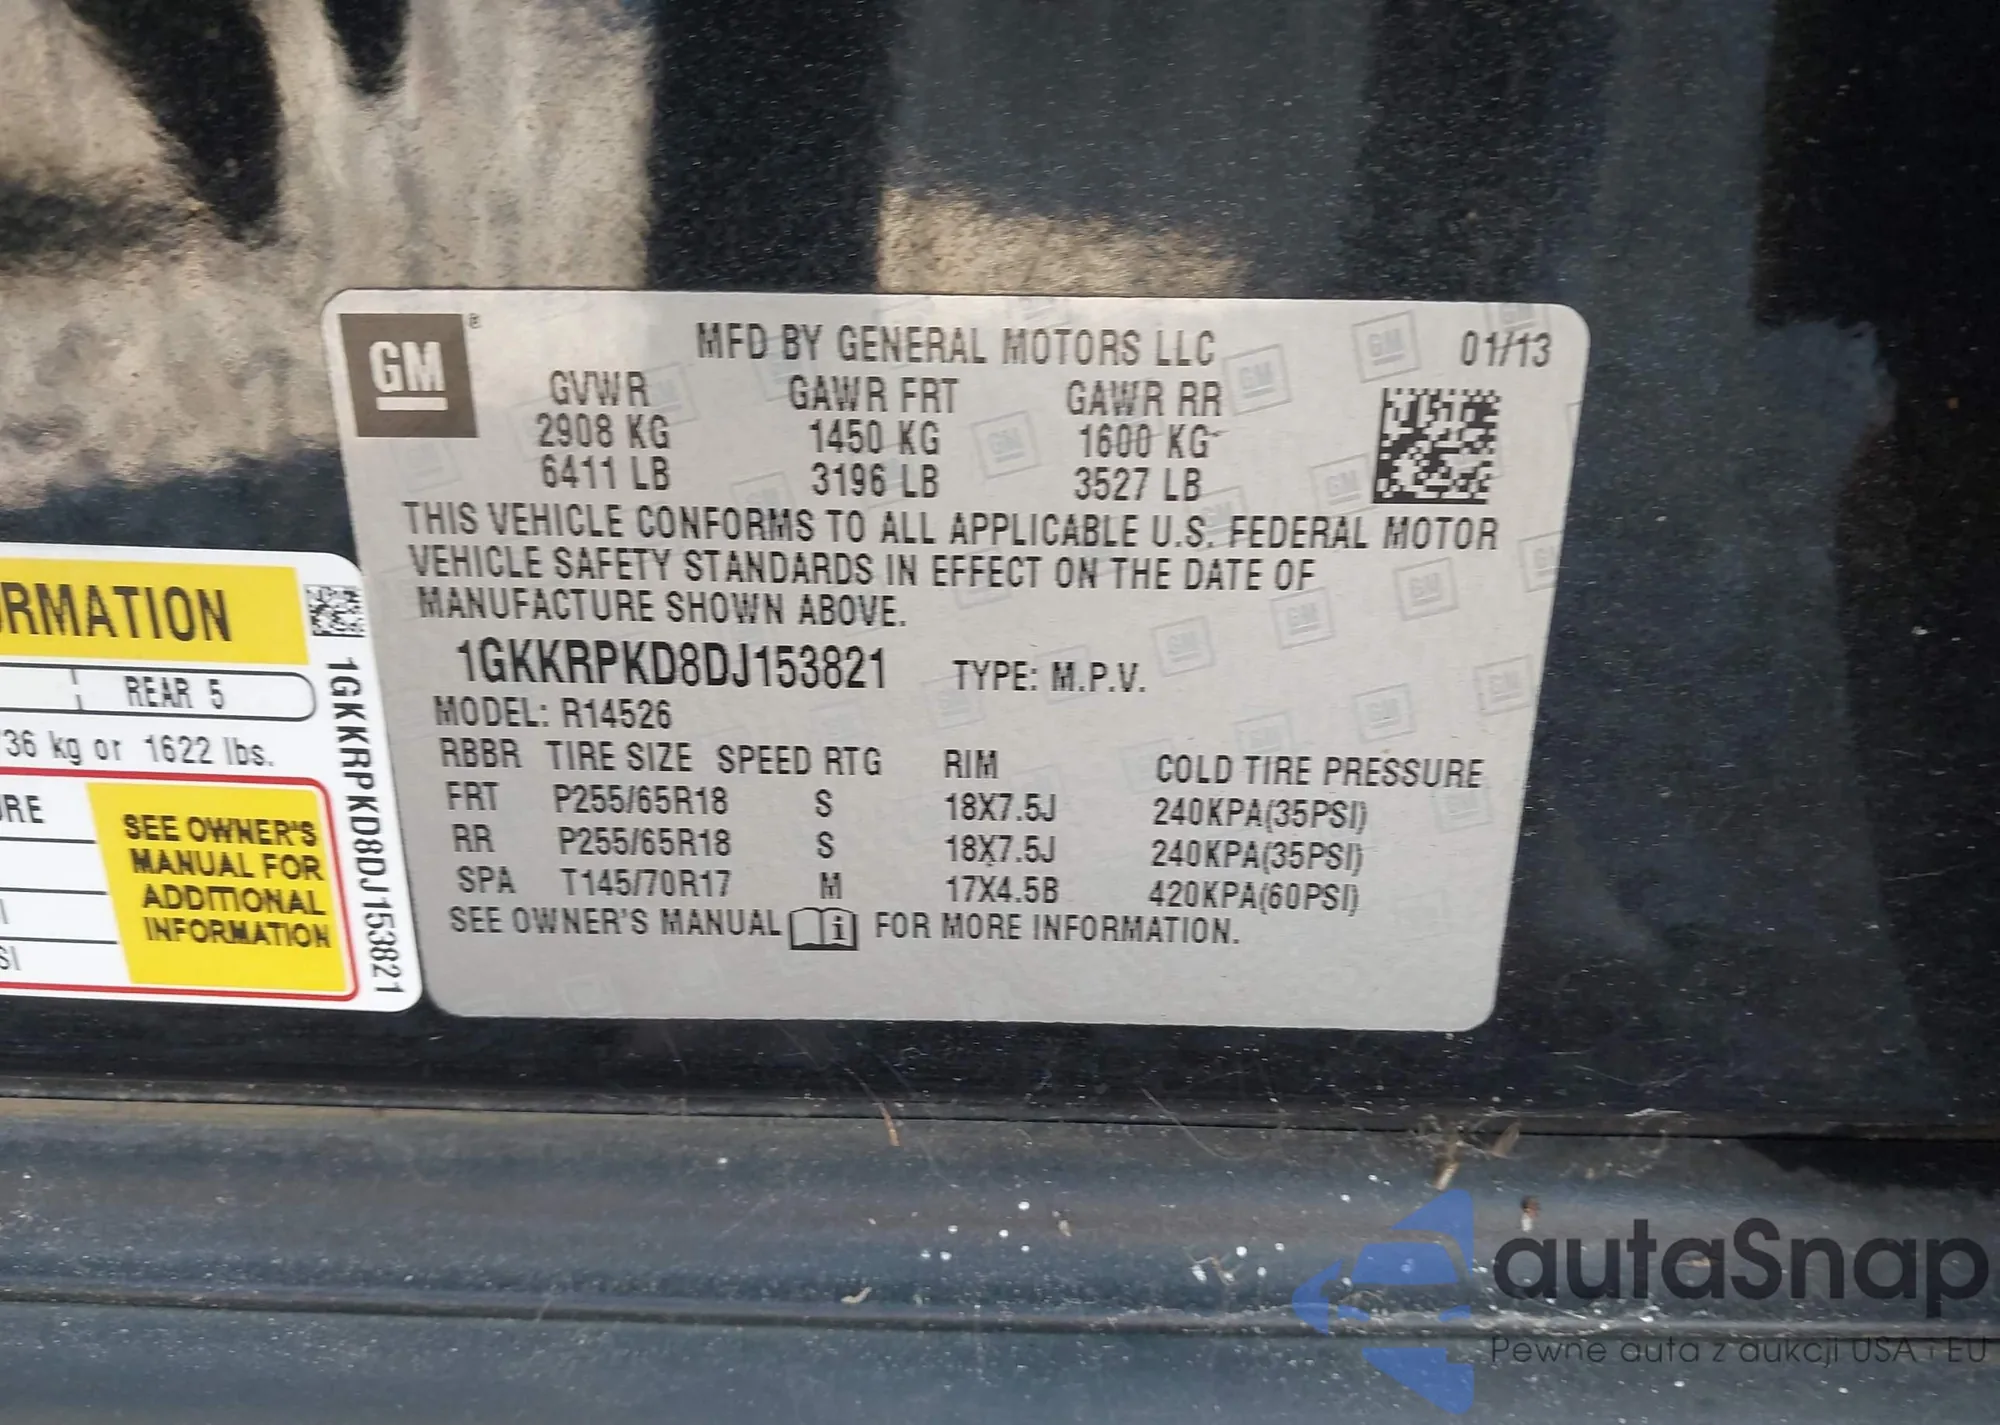 GM ®
MFD BY GENERAL MOTORS LLC 01/13
GVWR GAWR FRT GAWR RR
2908 KG 1450 KG 1600 KG
6411 LB 3196 LB 3527 LB
THIS VEHICLE CONFORMS TO ALL APPLICABLE U.S. FEDERAL MOTOR
VEHICLE SAFETY STANDARDS IN EFFECT ON THE DATE OF
MANUFACTURE SHOWN ABOVE.
1GKKRPKD8DJ153821 TYPE: M.P.V.
MODEL: R14526
RBBR TIRE SIZE SPEED RTG RIM COLD TIRE PRESSURE
FRT P255/65R18 S 18X7.5J 240KPA(35PSI)
RR P255/65R18 S 18X7.5J 240KPA(35PSI)
SPA T145/70R17 M 17X4.5B 420KPA(60PSI)
SEE OWNER'S MANUAL i FOR MORE INFORMATION.
RMATION
REAR 5
36 kg or 1622 lbs.
SEE OWNER'S
MANUAL FOR
ADDITIONAL
INFORMATION
1GKKRPKD8DJ153821
autaSnap
Pewne auta z aukcji USA i EU